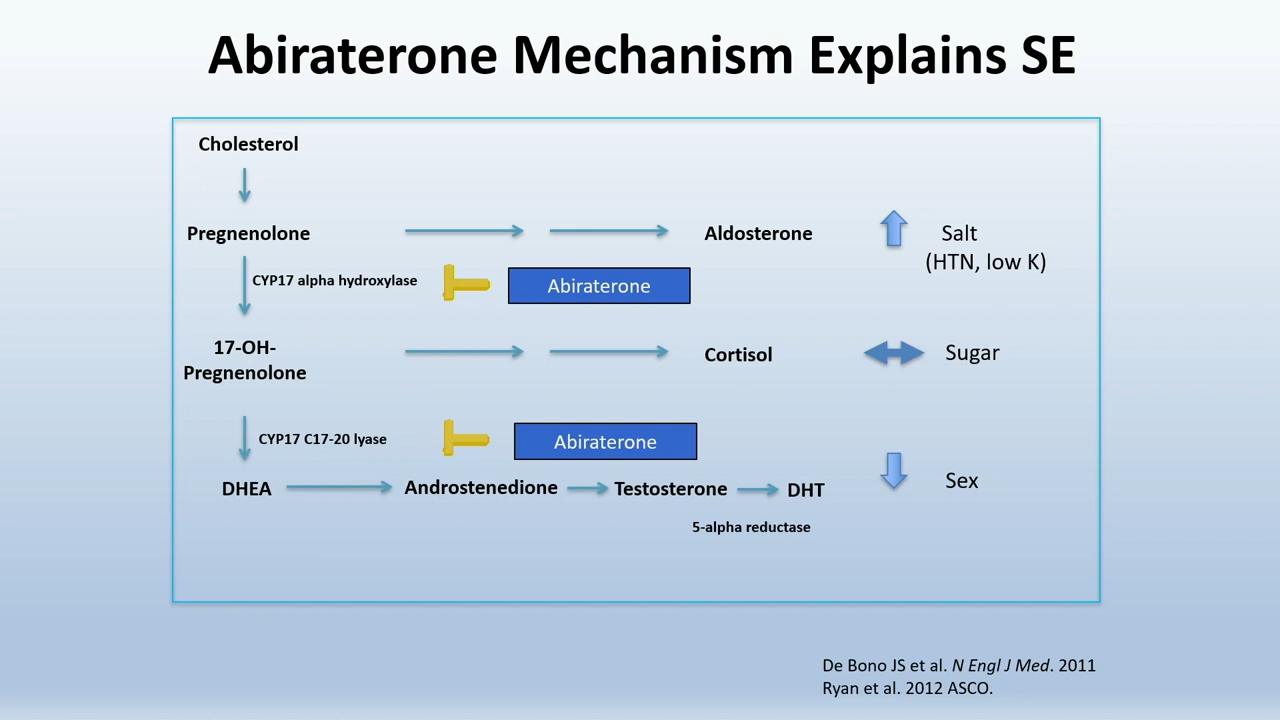 Abiraterone Mechanism Explains SE
Cholesterol
Pregnenolone
Aldosterone
Salt
(HTN, low K)
CYP17 alpha hydroxylase
Abiraterone
17-OH-
Pregnenolone
Cortisol
Sugar
CYP17 C17-20 lyase
Abiraterone
DHEA
Androstenedione
Testosterone
DHT
Sex
5-alpha reductase
De Bono JS et al. N Engl J Med. 2011
Ryan et al. 2012 ASCO.